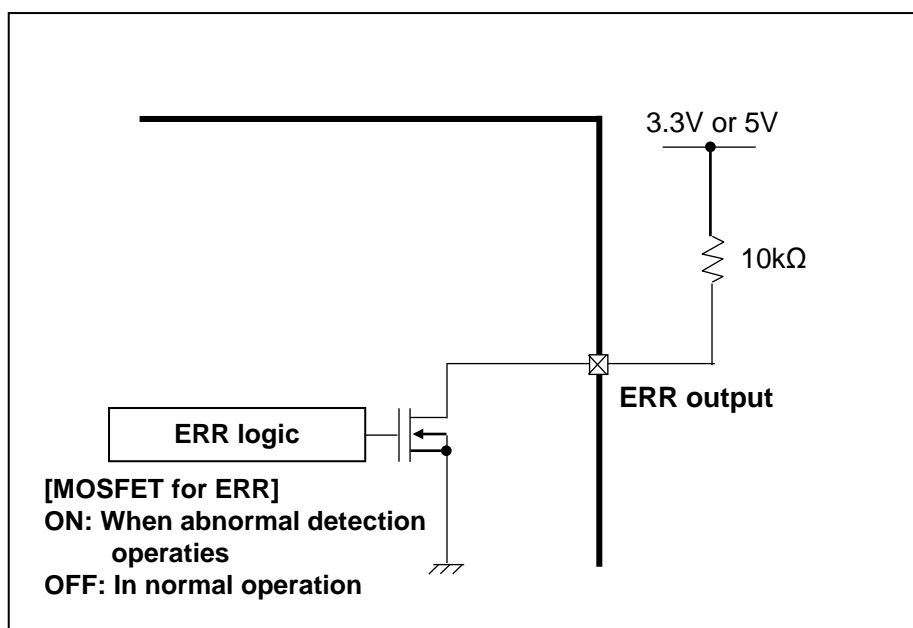 3.3V or 5V
10kΩ
ERR output
ERR logic
[MOSFET for ERR]
ON: When abnormal detection
operaties
OFF: In normal operation